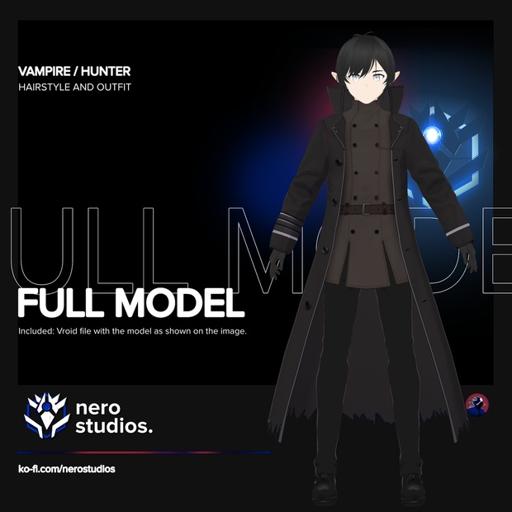 VAMPIRE / HUNTER
HAIRSTYLE AND OUTFIT
ULL MODE
FULL MODEL
Included: Vroid file with the model as shown on the image.
nero
studios.
ko-fi.com/nerostudios